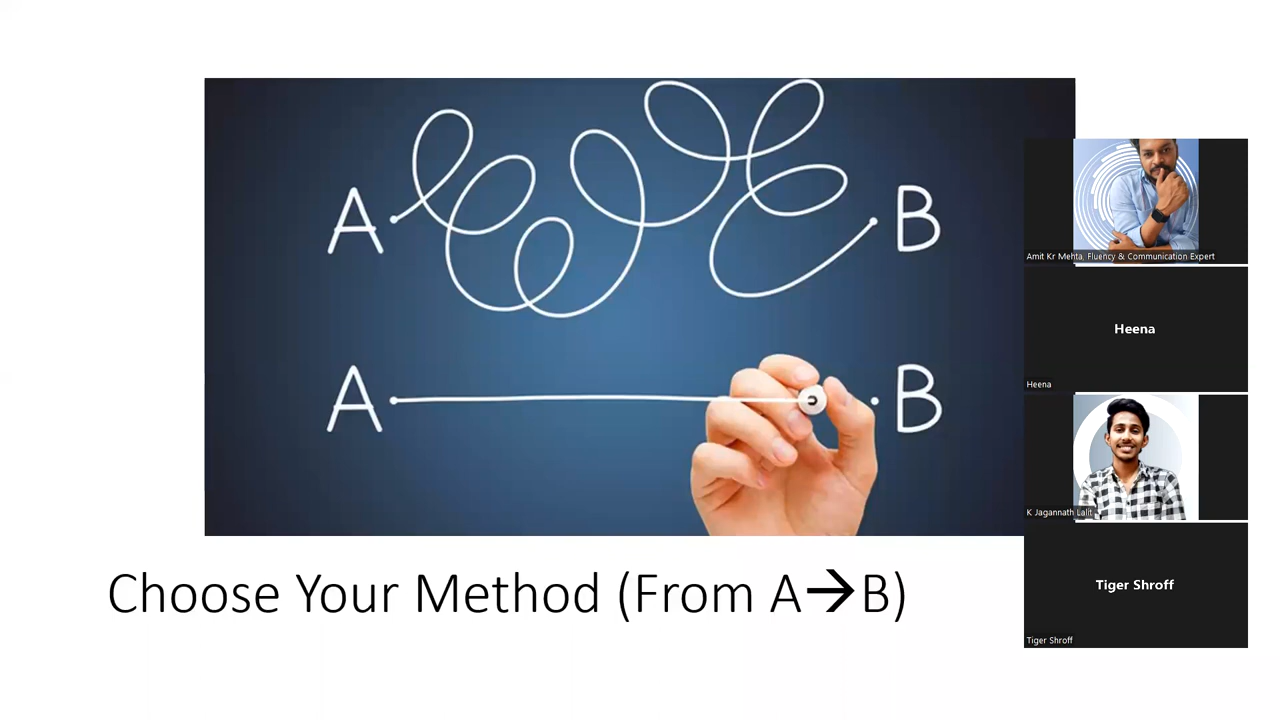 A B
A B
Choose Your Method (From A→B)
Amit Kr Mehta, Fluency & Communication Expert
Heena
Heena
K Jagannath Lalit
Tiger Shroff
Tiger Shroff